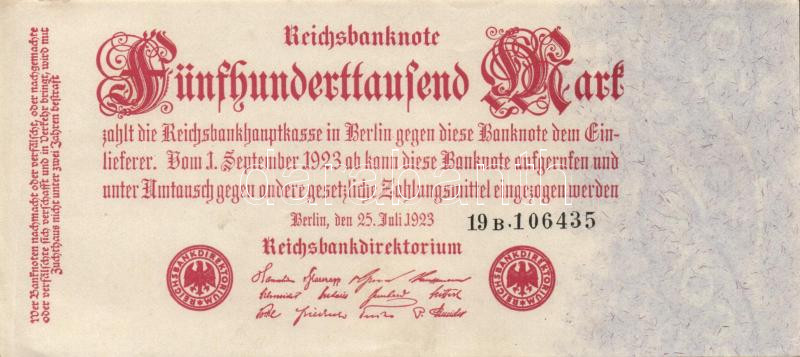 Reichsbanknote
Fünfhunderttausend Mark
zahlt die Reichsbankhauptkasse in Berlin gegen diese Banknote dem Ein-
lieferer. Vom 1. September 1923 ab kann diese Banknote aufgerufen und
unter Umtausch gegen andere gesetzliche Zahlungsmittel eingezogen werden
Berlin, den 25. Juli 1923
19B·106435
Reichsbankdirektorium
REICHSBANKDIREKTORIUM
REICHSBANKDIREKTORIUM
Wer Banknoten nachmacht oder verfälscht, oder nachgemachte
oder verfälschte sich verschafft und in Verkehr bringt, wird mit
Zuchthaus nicht unter zwei Jahren bestraft
darabanth